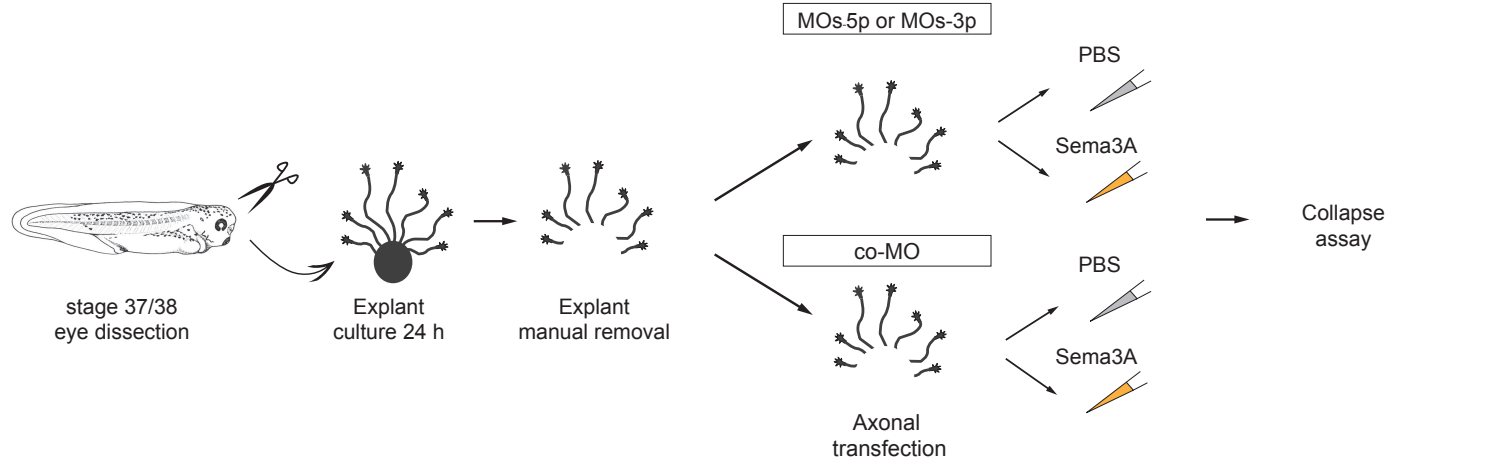 MOs-5p or MOs-3p
PBS
Sema3A
stage 37/38
eye dissection
Explant
culture 24 h
Explant
manual removal
co-MO
PBS
Sema3A
Axonal
transfection
Collapse
assay